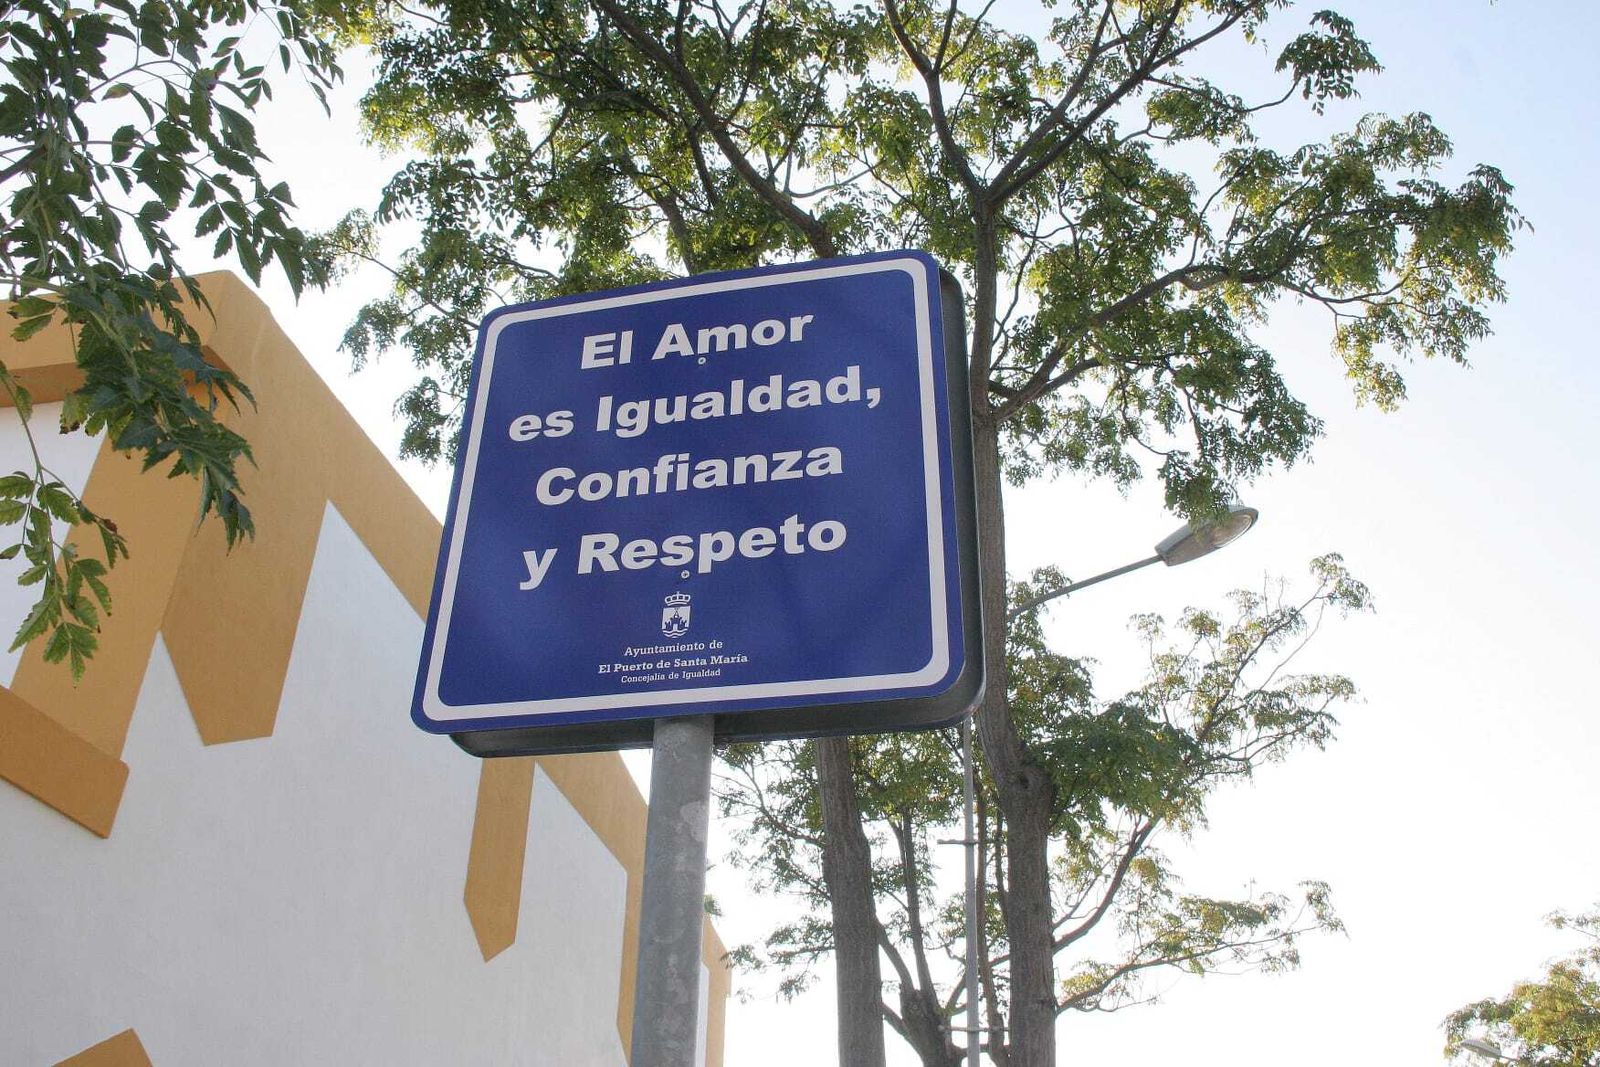 El Amor
es Igualdad,
Confianza
y Respeto
Ayuntamiento de
El Puerto de Santa María
Concejalía de Igualdad